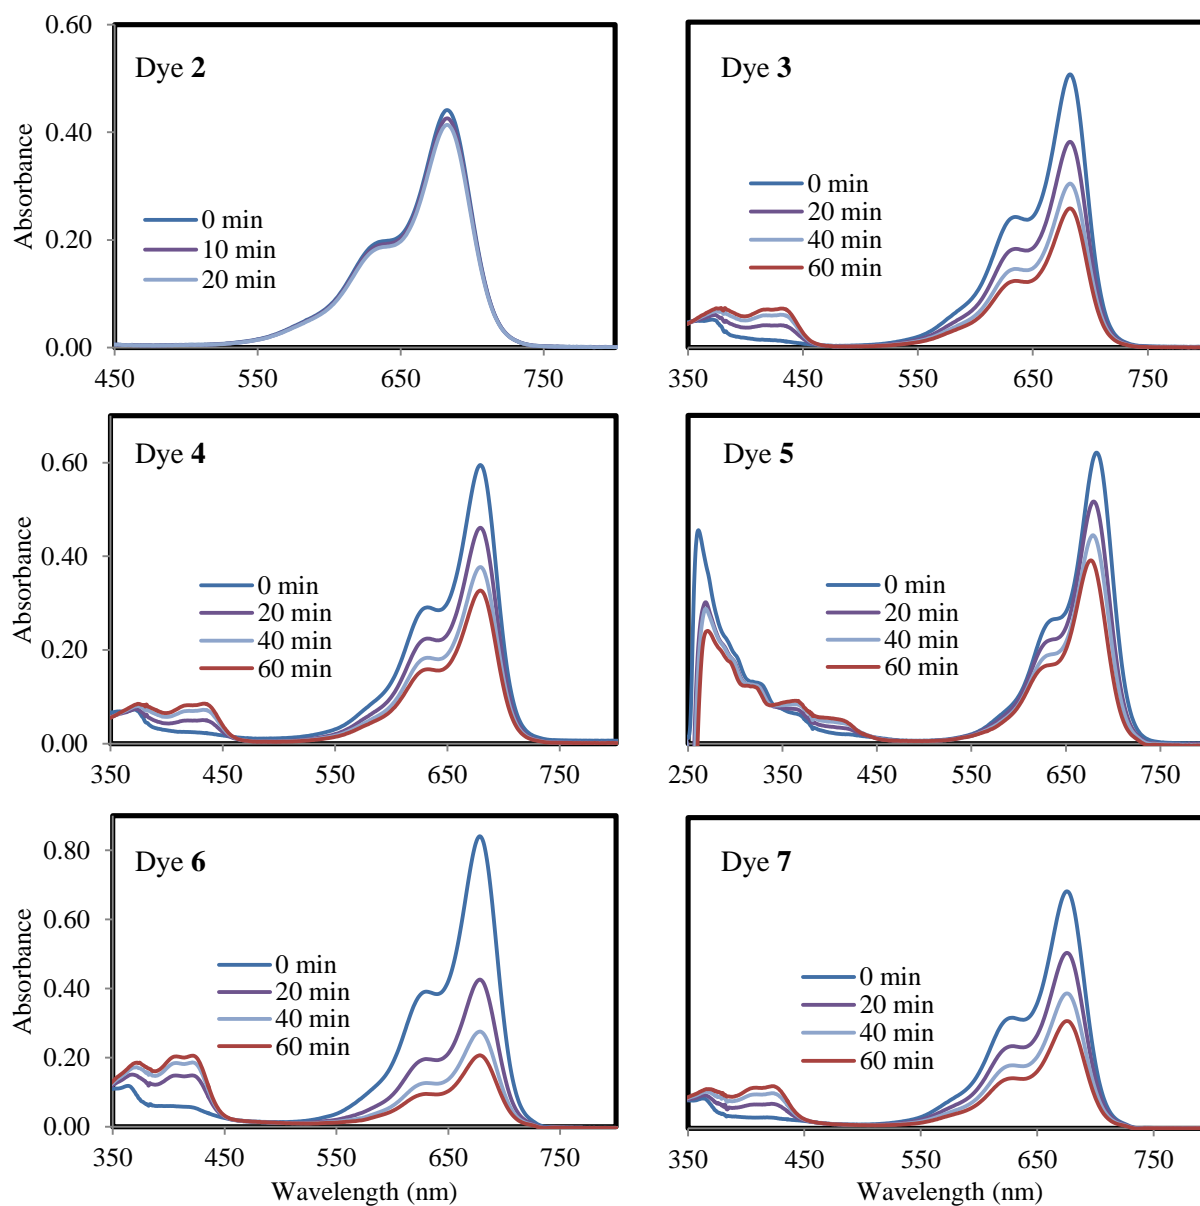 0.60
0.40
0.20
0.00
Absorbance
Dye 2
0 min
10 min
20 min
450
550
650
750
Dye 3
0 min
20 min
40 min
60 min
350
450
550
650
750
0.60
0.40
0.20
0.00
Absorbance
Dye 4
0 min
20 min
40 min
60 min
350
450
550
650
750
Dye 5
0 min
20 min
40 min
60 min
250
350
450
550
650
750
0.80
0.60
0.40
0.20
0.00
Absorbance
Dye 6
0 min
20 min
40 min
60 min
350
450
550
650
750
Wavelength (nm)
Dye 7
0 min
20 min
40 min
60 min
350
450
550
650
750
Wavelength (nm)